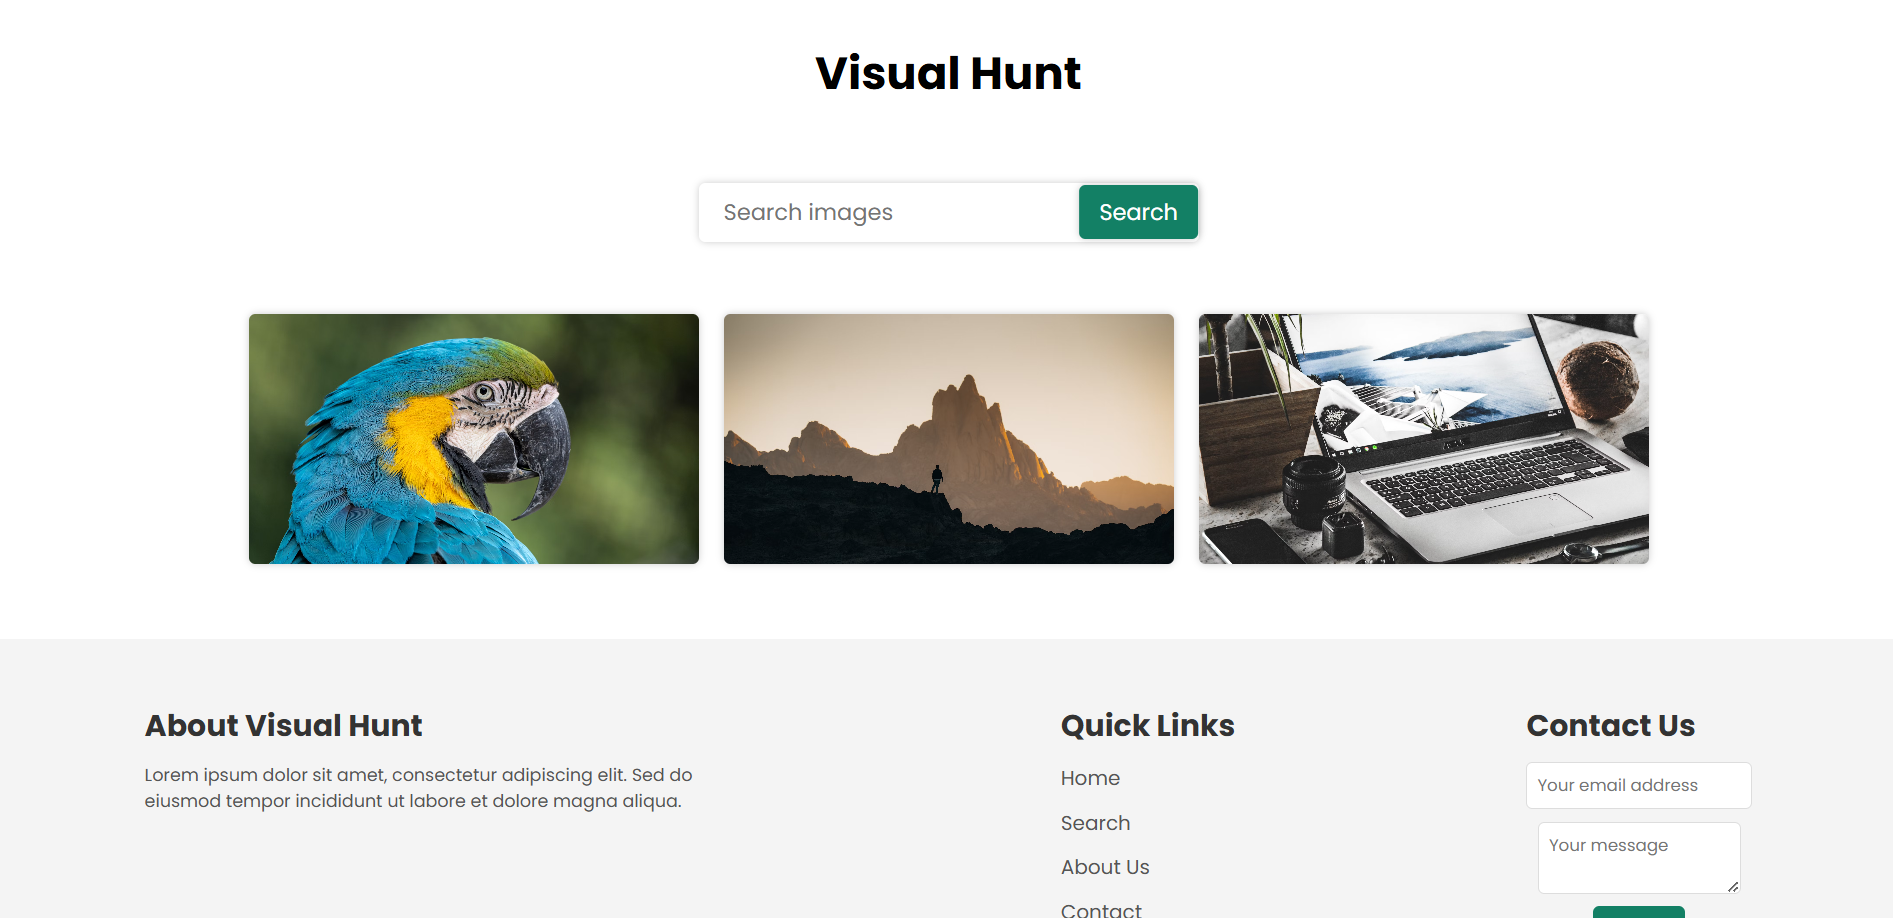 Visual Hunt
Search images
Search
About Visual Hunt
Lorem ipsum dolor sit amet, consectetur adipiscing elit. Sed do
eiusmod tempor incididunt ut labore et dolore magna aliqua.
Quick Links
Home
Search
About Us
Contact
Contact Us
Your email address
Your message